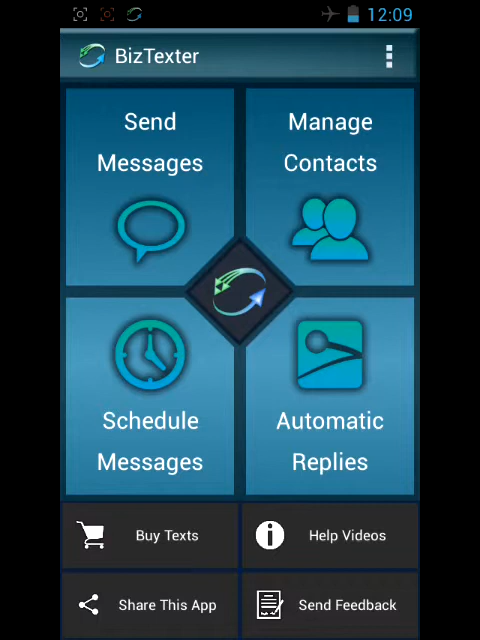 12:09
BizTexter
Send
Messages
Manage
Contacts
Schedule
Messages
Automatic
Replies
Buy Texts
Help Videos
Share This App
Send Feedback